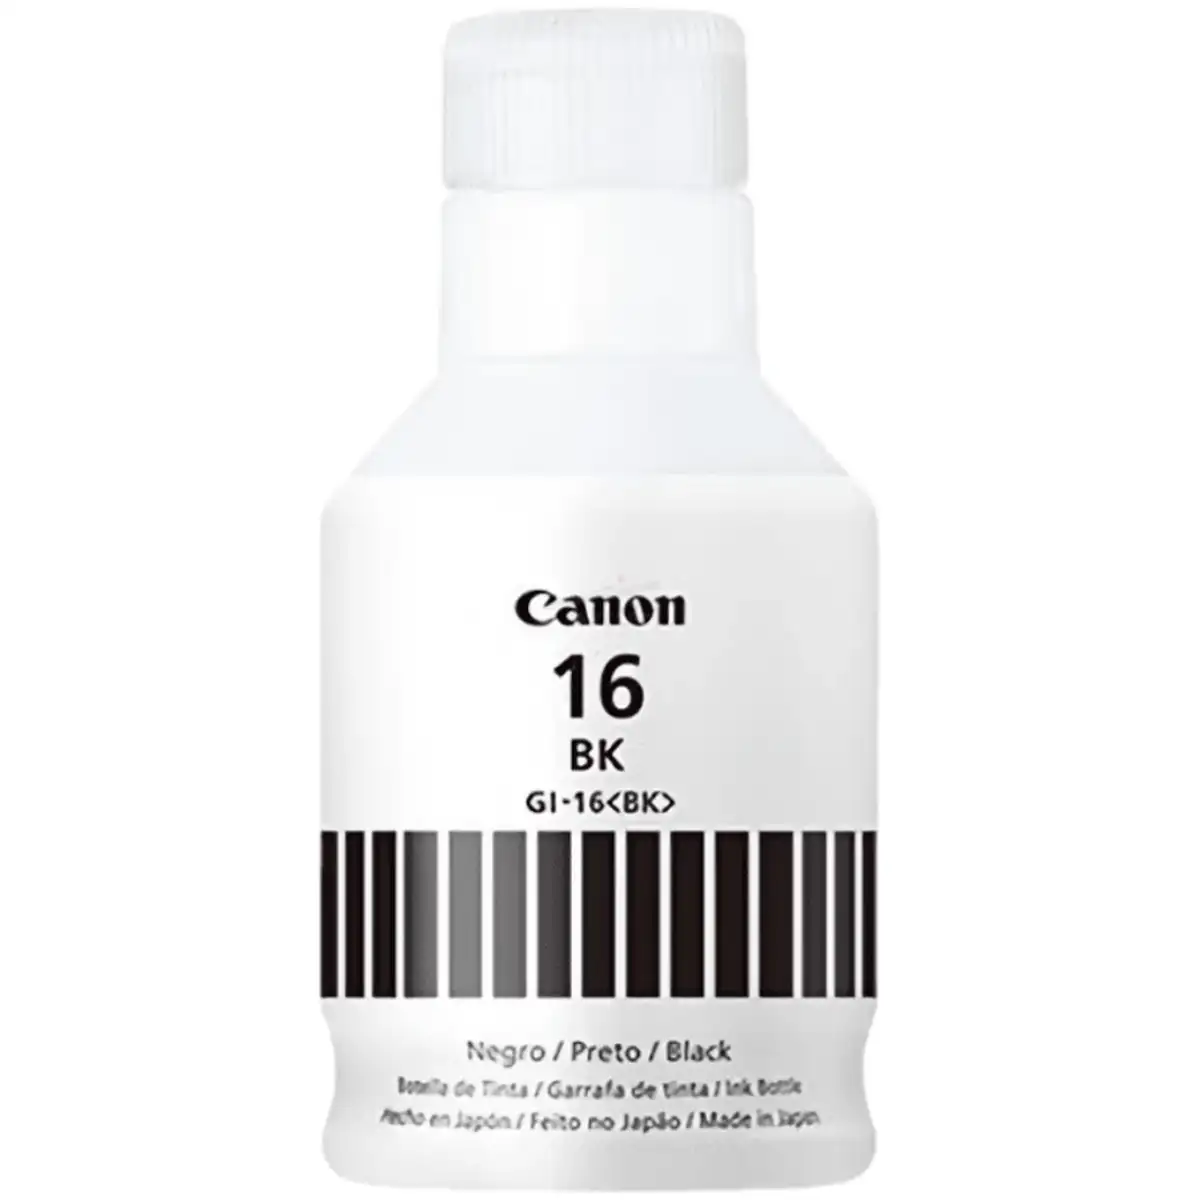 Canon
16
BK
GI-16<BK>
Negro / Preto / Black
Botella de Tinta / Garrafa de tinta / Ink Bottle
Hecho en Japón / Feito no Japão / Made in Japan